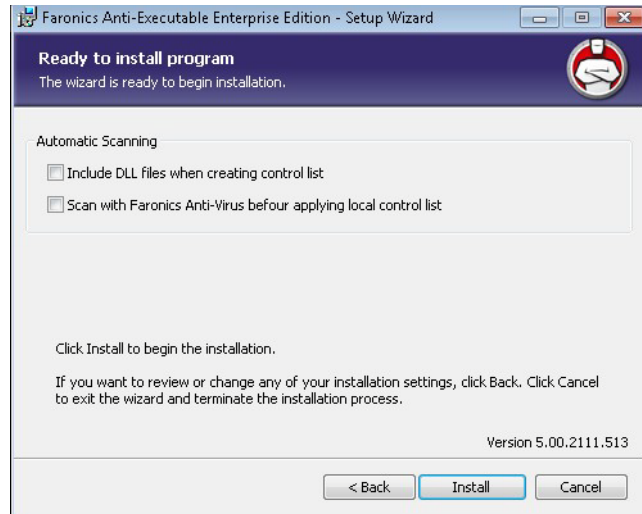 Faronics Anti-Executable Enterprise Edition - Setup Wizard
Ready to install program
The wizard is ready to begin installation.
Automatic Scanning
Include DLL files when creating control list
Scan with Faronics Anti-Virus befour applying local control list
Click Install to begin the installation.
If you want to review or change any of your installation settings, click Back. Click Cancel
to exit the wizard and terminate the installation process.
Version 5.00.2111.513
< Back
Install
Cancel